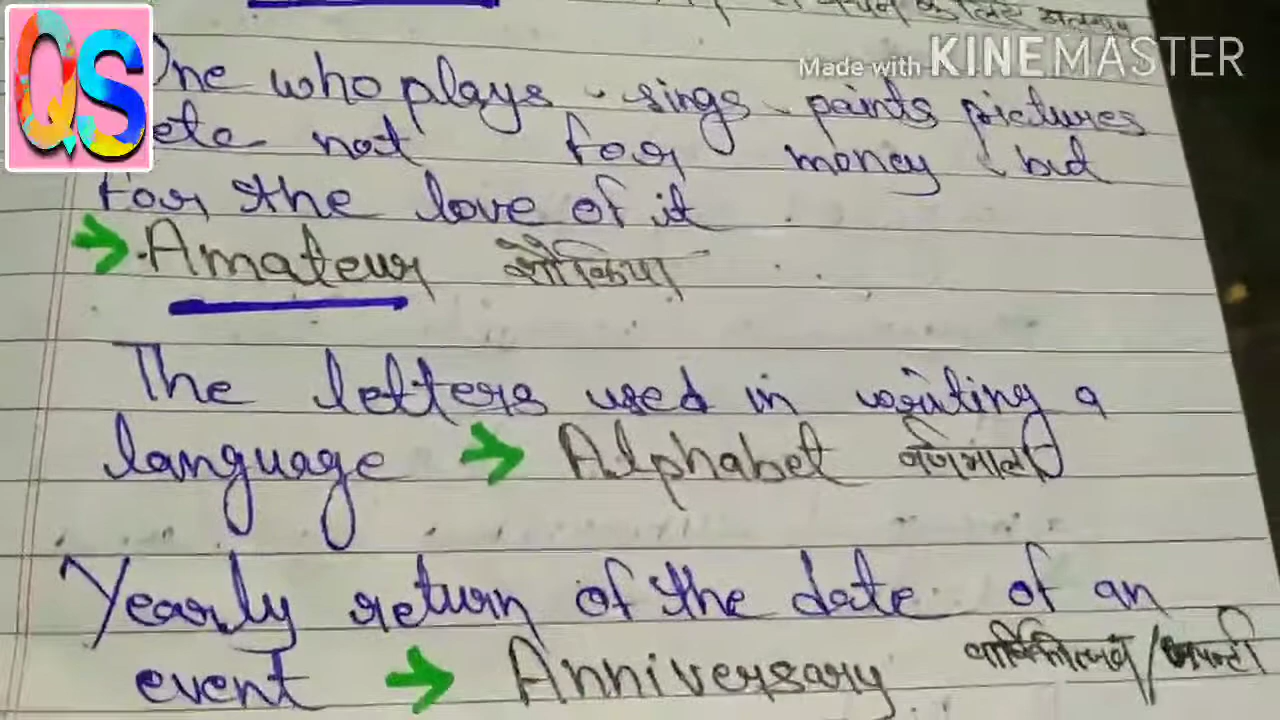 QS
Made with KINEMASTER
के लिए
One who plays, sings, paints pictures
etc not for money but
for the love of it
Amateur शौकिया
The letters used in writing a
language → Alphabet वर्णमाला
Yearly return of the date of an
event → Anniversary वार्षिकोत्सव/जयन्ती